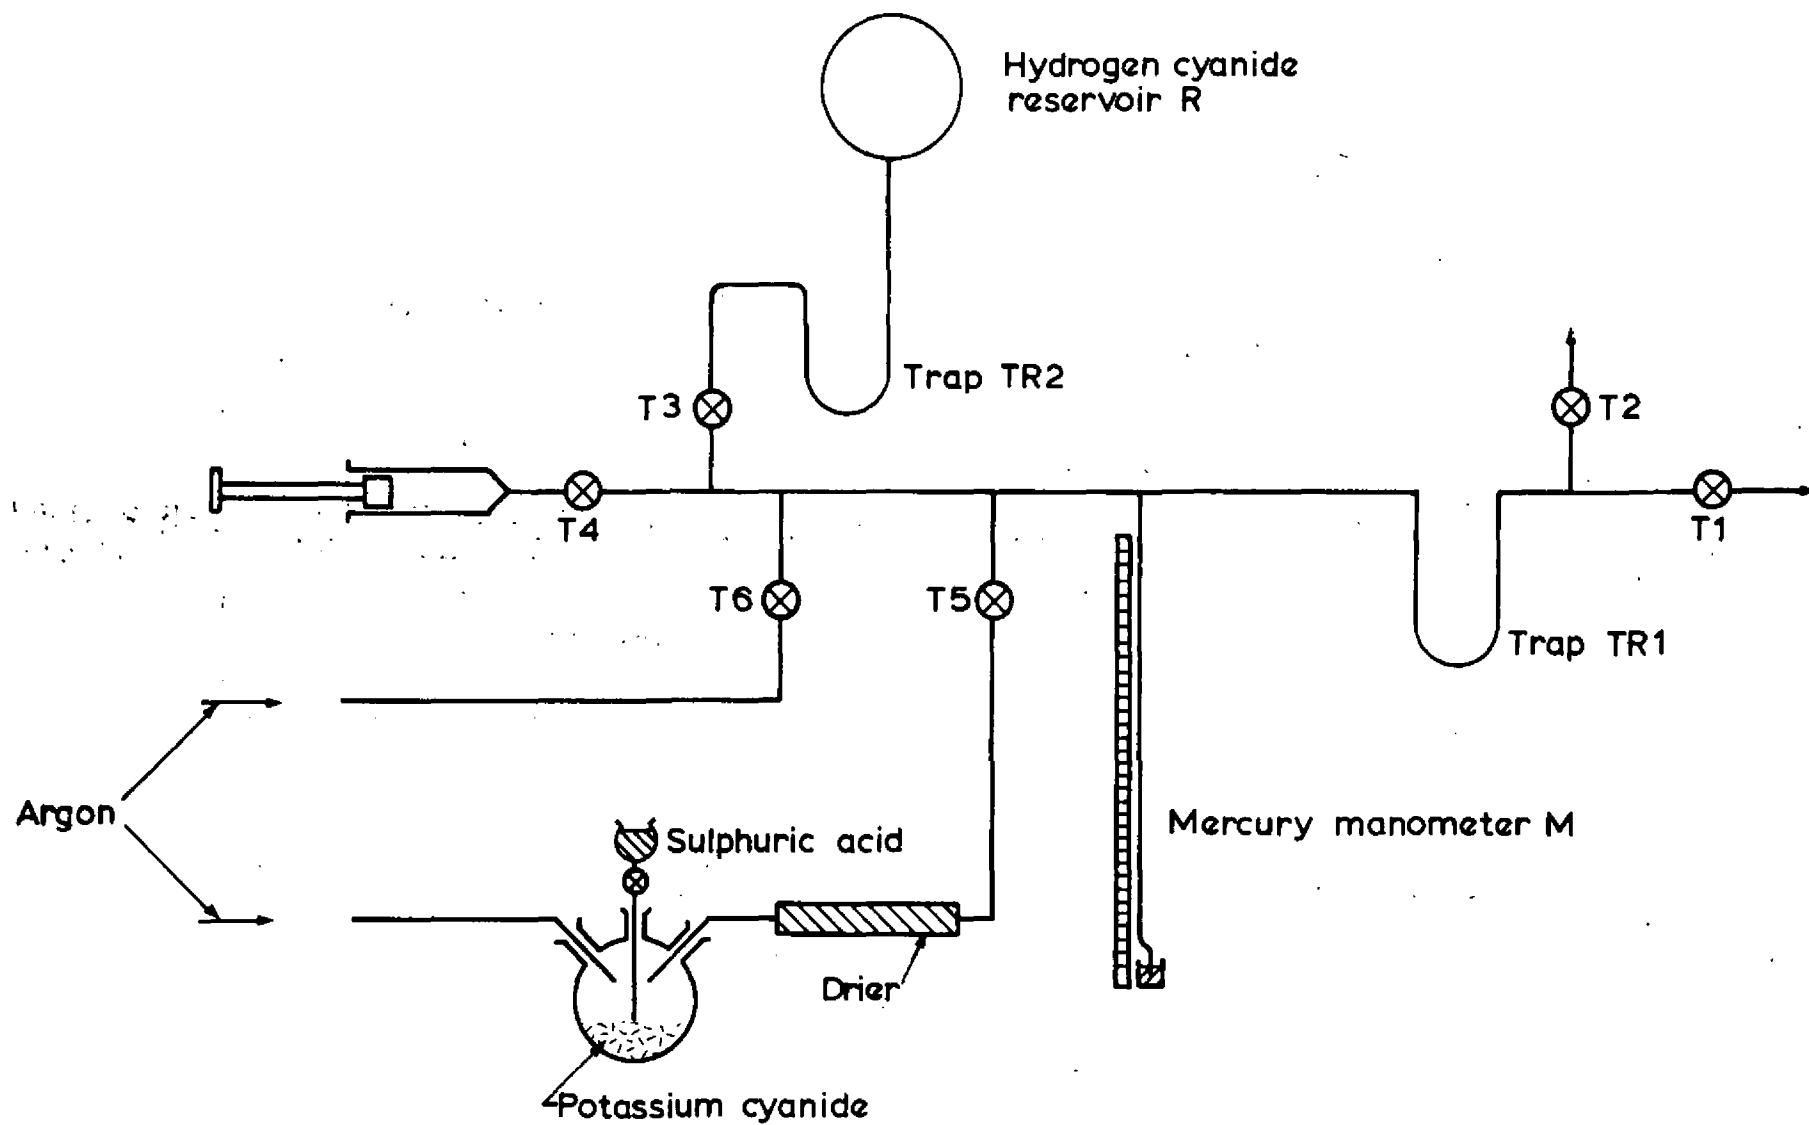 Hydrogen cyanide
reservoir R
Trap TR2
T3
T2
T4
T1
T6
T5
Trap TR1
Argon
Sulphuric acid
Mercury manometer M
Drier
Potassium cyanide